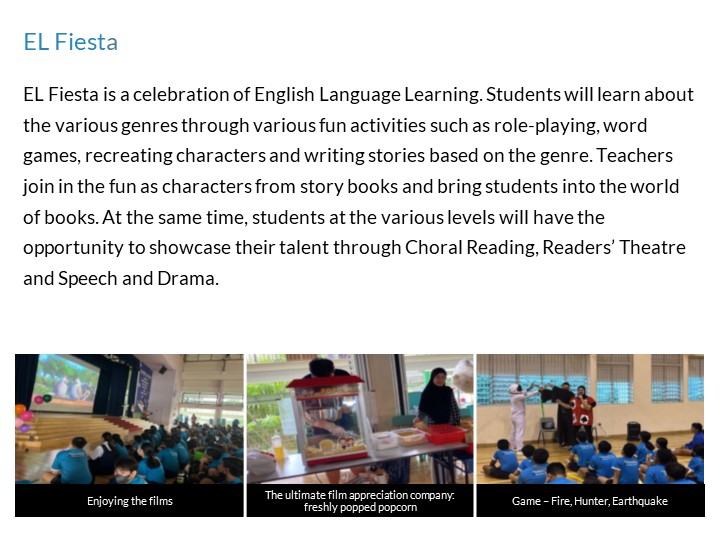 EL Fiesta
EL Fiesta is a celebration of English Language Learning. Students will learn about
the various genres through various fun activities such as role-playing, word
games, recreating characters and writing stories based on the genre. Teachers
join in the fun as characters from story books and bring students into the world
of books. At the same time, students at the various levels will have the
opportunity to showcase their talent through Choral Reading, Readers’ Theatre
and Speech and Drama.
Enjoying the films
The ultimate film appreciation company:
freshly popped popcorn
Game – Fire, Hunter, Earthquake